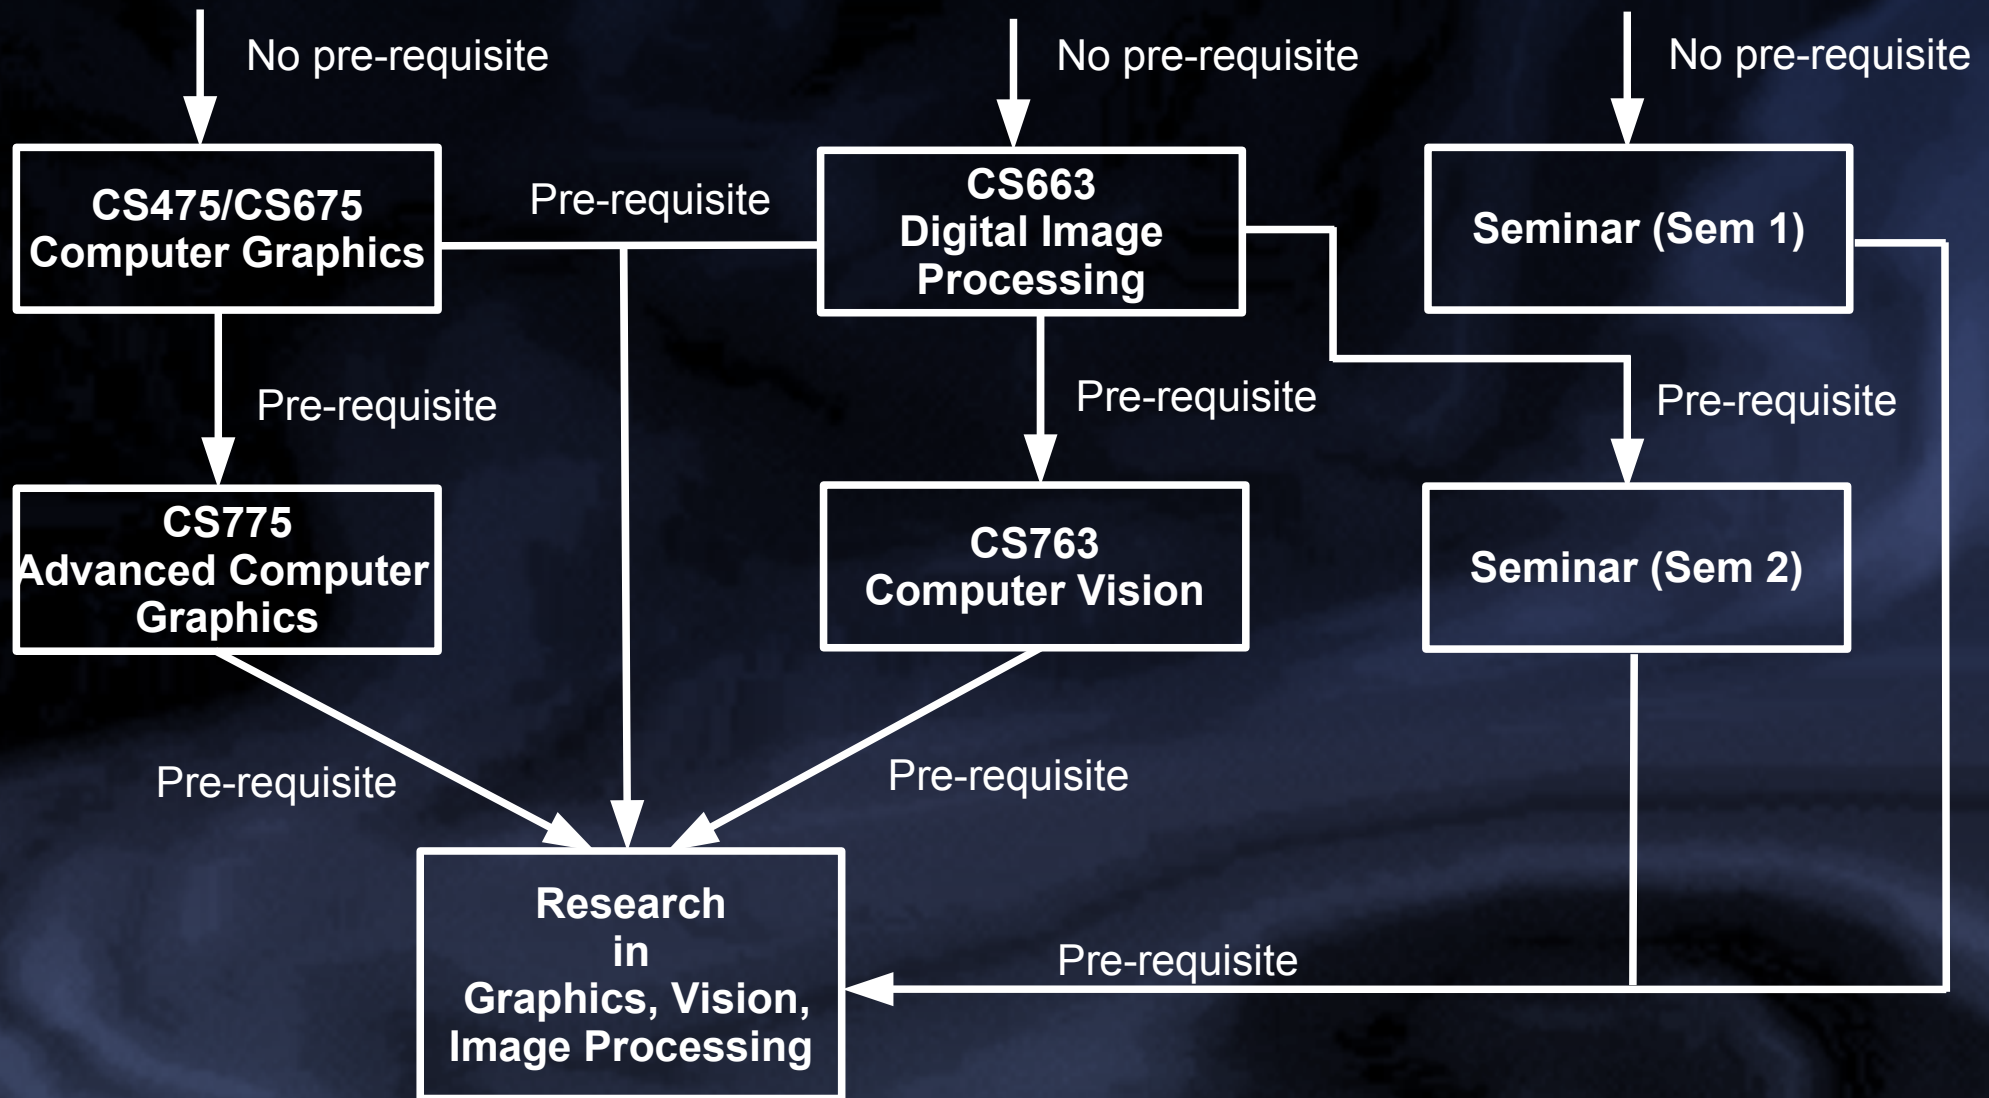 No pre-requisite
No pre-requisite
No pre-requisite
CS475/CS675
Computer Graphics
Pre-requisite
CS663
Digital Image
Processing
Seminar (Sem 1)
Pre-requisite
Pre-requisite
Pre-requisite
CS775
Advanced Computer
Graphics
CS763
Computer Vision
Seminar (Sem 2)
Pre-requisite
Pre-requisite
Research
in
Graphics, Vision,
Image Processing
Pre-requisite